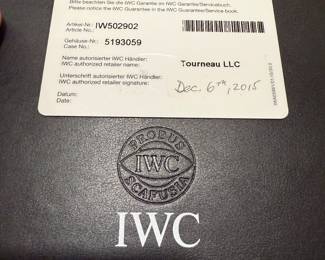 Bitte beachten Sie die IWC Garantie im IWC Garantie/Servicebuch.
Please notice the IWC Guarantee in the IWC Guarantee/Service-book.
Artikel-Nr.: IW502902
Article No.:
Gehäuse-Nr.: 5193059
Case No.:
Name autorisierter IWC Händler: Tourneau LLC
IWC authorized retailer name:
Unterschrift autorisierter IWC Händler:
IWC authorized retailer signature:
Datum: Dec. 6th, 2015
Date:
PROBUS
IWC
SCAFUSIA
IWC